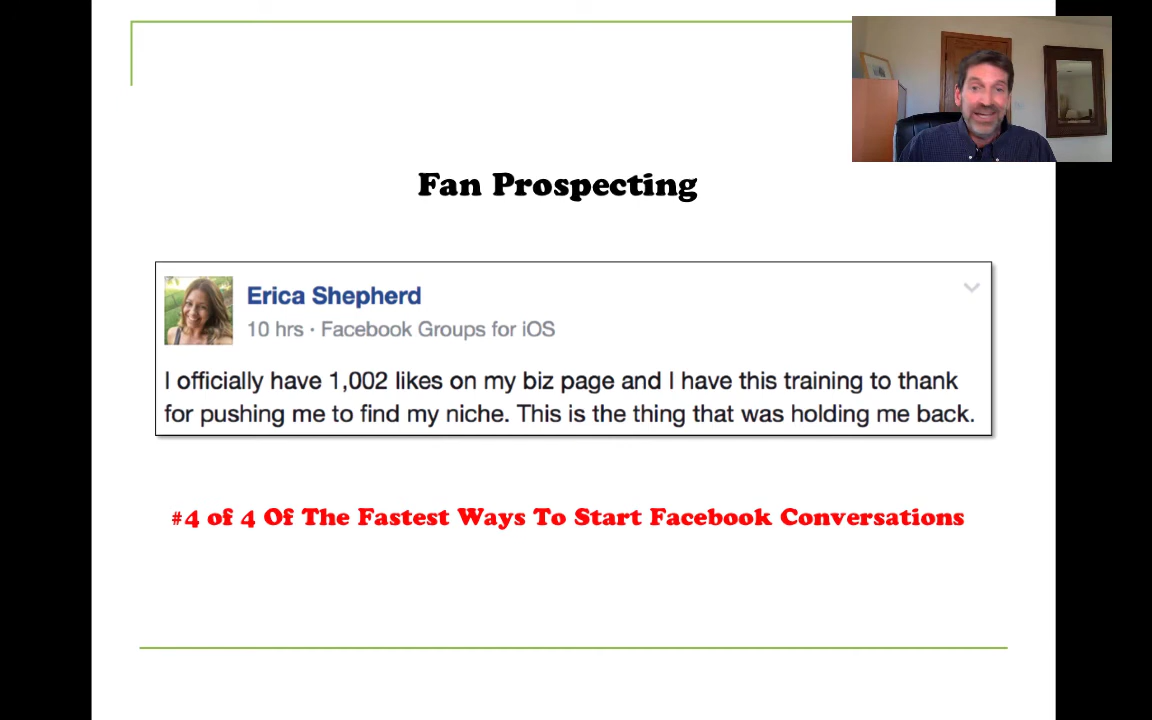 Fan Prospecting
Erica Shepherd
10 hrs · Facebook Groups for iOS
I officially have 1,002 likes on my biz page and I have this training to thank
for pushing me to find my niche. This is the thing that was holding me back.
#4 of 4 Of The Fastest Ways To Start Facebook Conversations